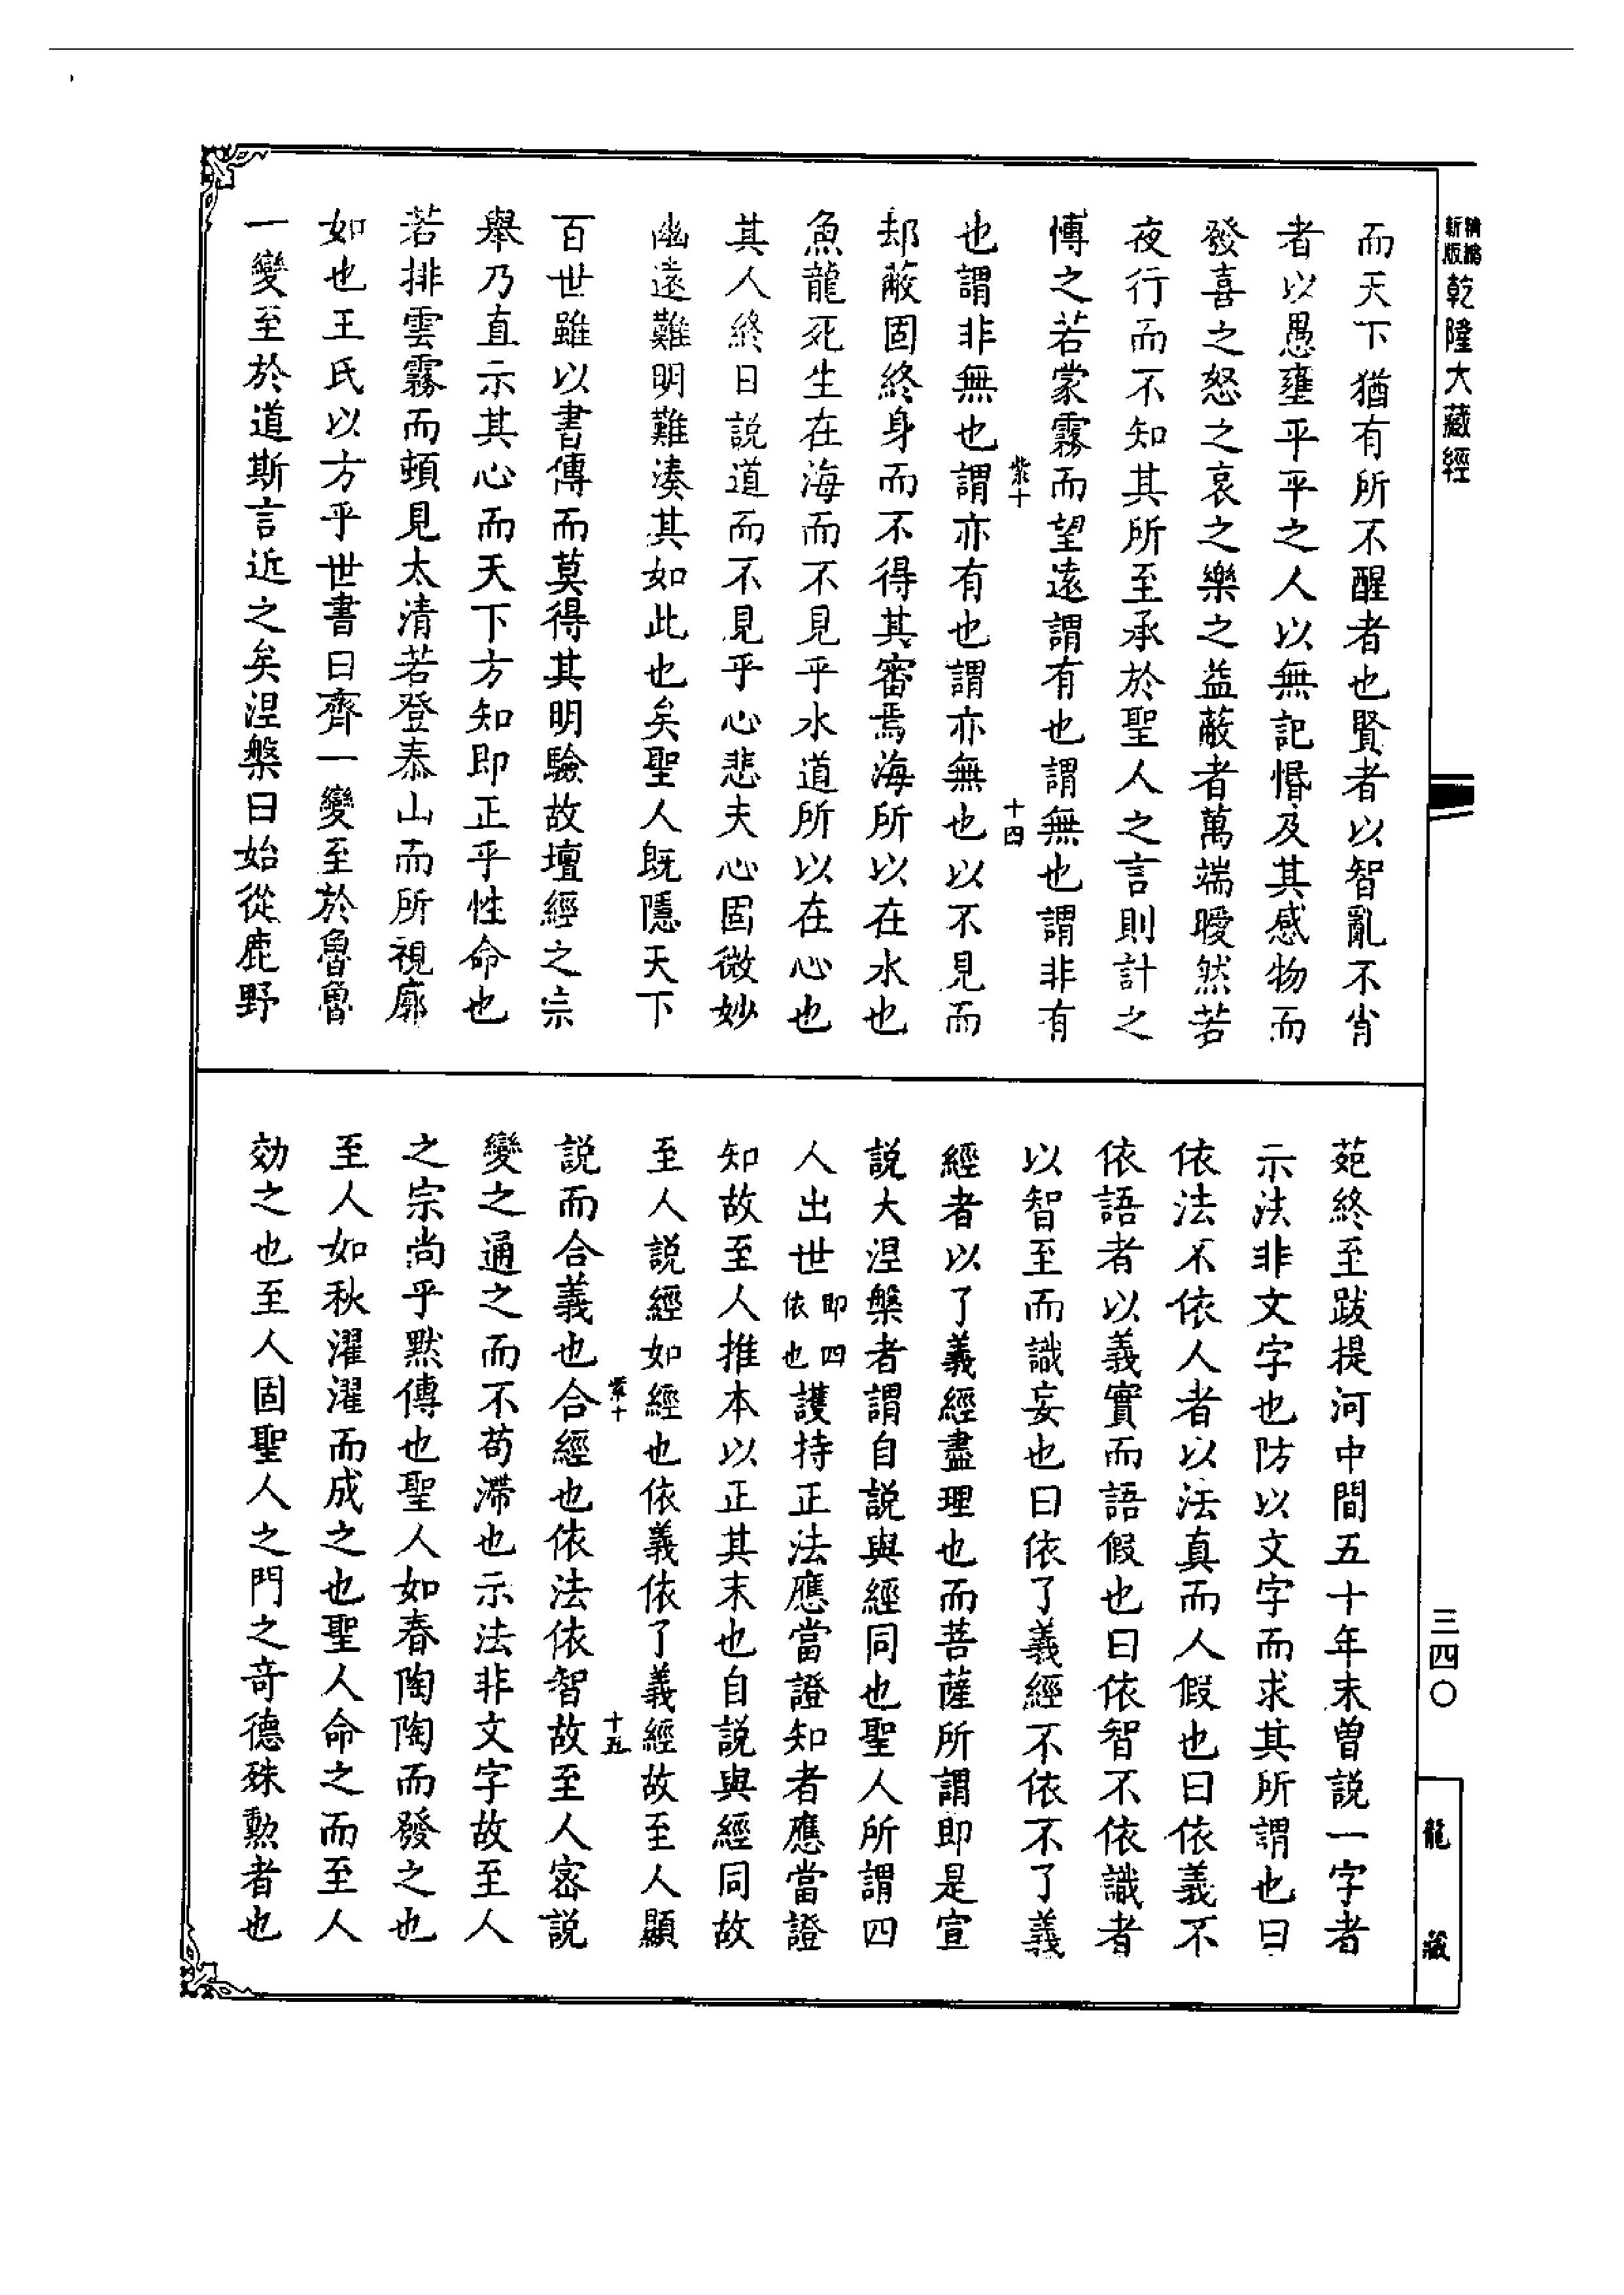 新版
乾隆大藏經
而天下猶有所不醒者也賢者以智亂不肖
者以愚壅平平之人以無記惛及其感物而
發喜之怒之哀之樂之益蔽者萬端曖然若
夜行而不知其所至承於聖人之言則計之
愽之若蒙霧而望遠謂有也謂無也謂非有
紫十
十四
也謂非無也謂亦有也謂亦無也以不見而
却蔽固終身而不得其審焉海所以在水也
魚龍死生在海而不見乎水道所以在心也
其人終日説道而不見乎心悲夫心固微妙
幽遠難明難湊其如此也矣聖人既隱天下
百世雖以書傳而莫得其明驗故壇經之宗
舉乃直示其心而天下方知即正乎性命也
若排雲霧而頓見太清若登泰山而所視廓
如也王氏以方乎世書曰齊一變至於魯魯
一變至於道斯言近之矣涅槃曰始從鹿野
苑終至跋提河中間五十年未曾説一字者
示法非文字也防以文字而求其所謂也曰
依法不依人者以法真而人假也曰依義不
依語者以義實而語假也曰依智不依識者
以智至而識妄也曰依了義經不依不了義
經者以了義經盡理也而菩薩所謂即是宣
説大涅槃者謂自説與經同也聖人所謂四
人出世即四依也護持正法應當證知者應當證
知故至人推本以正其末也自説與經同故
至人説經如經也依義依了義經故至人顯
紫十
十五
説而合義也合經也依法依智故至人密説
變之通之而不苟滯也示法非文字故至人
之宗尚乎默傳也聖人如春陶陶而發之也
至人如秋濯濯而成之也聖人命之而至人
効之也至人固聖人之門之奇德殊勲者也
三四〇
龍藏